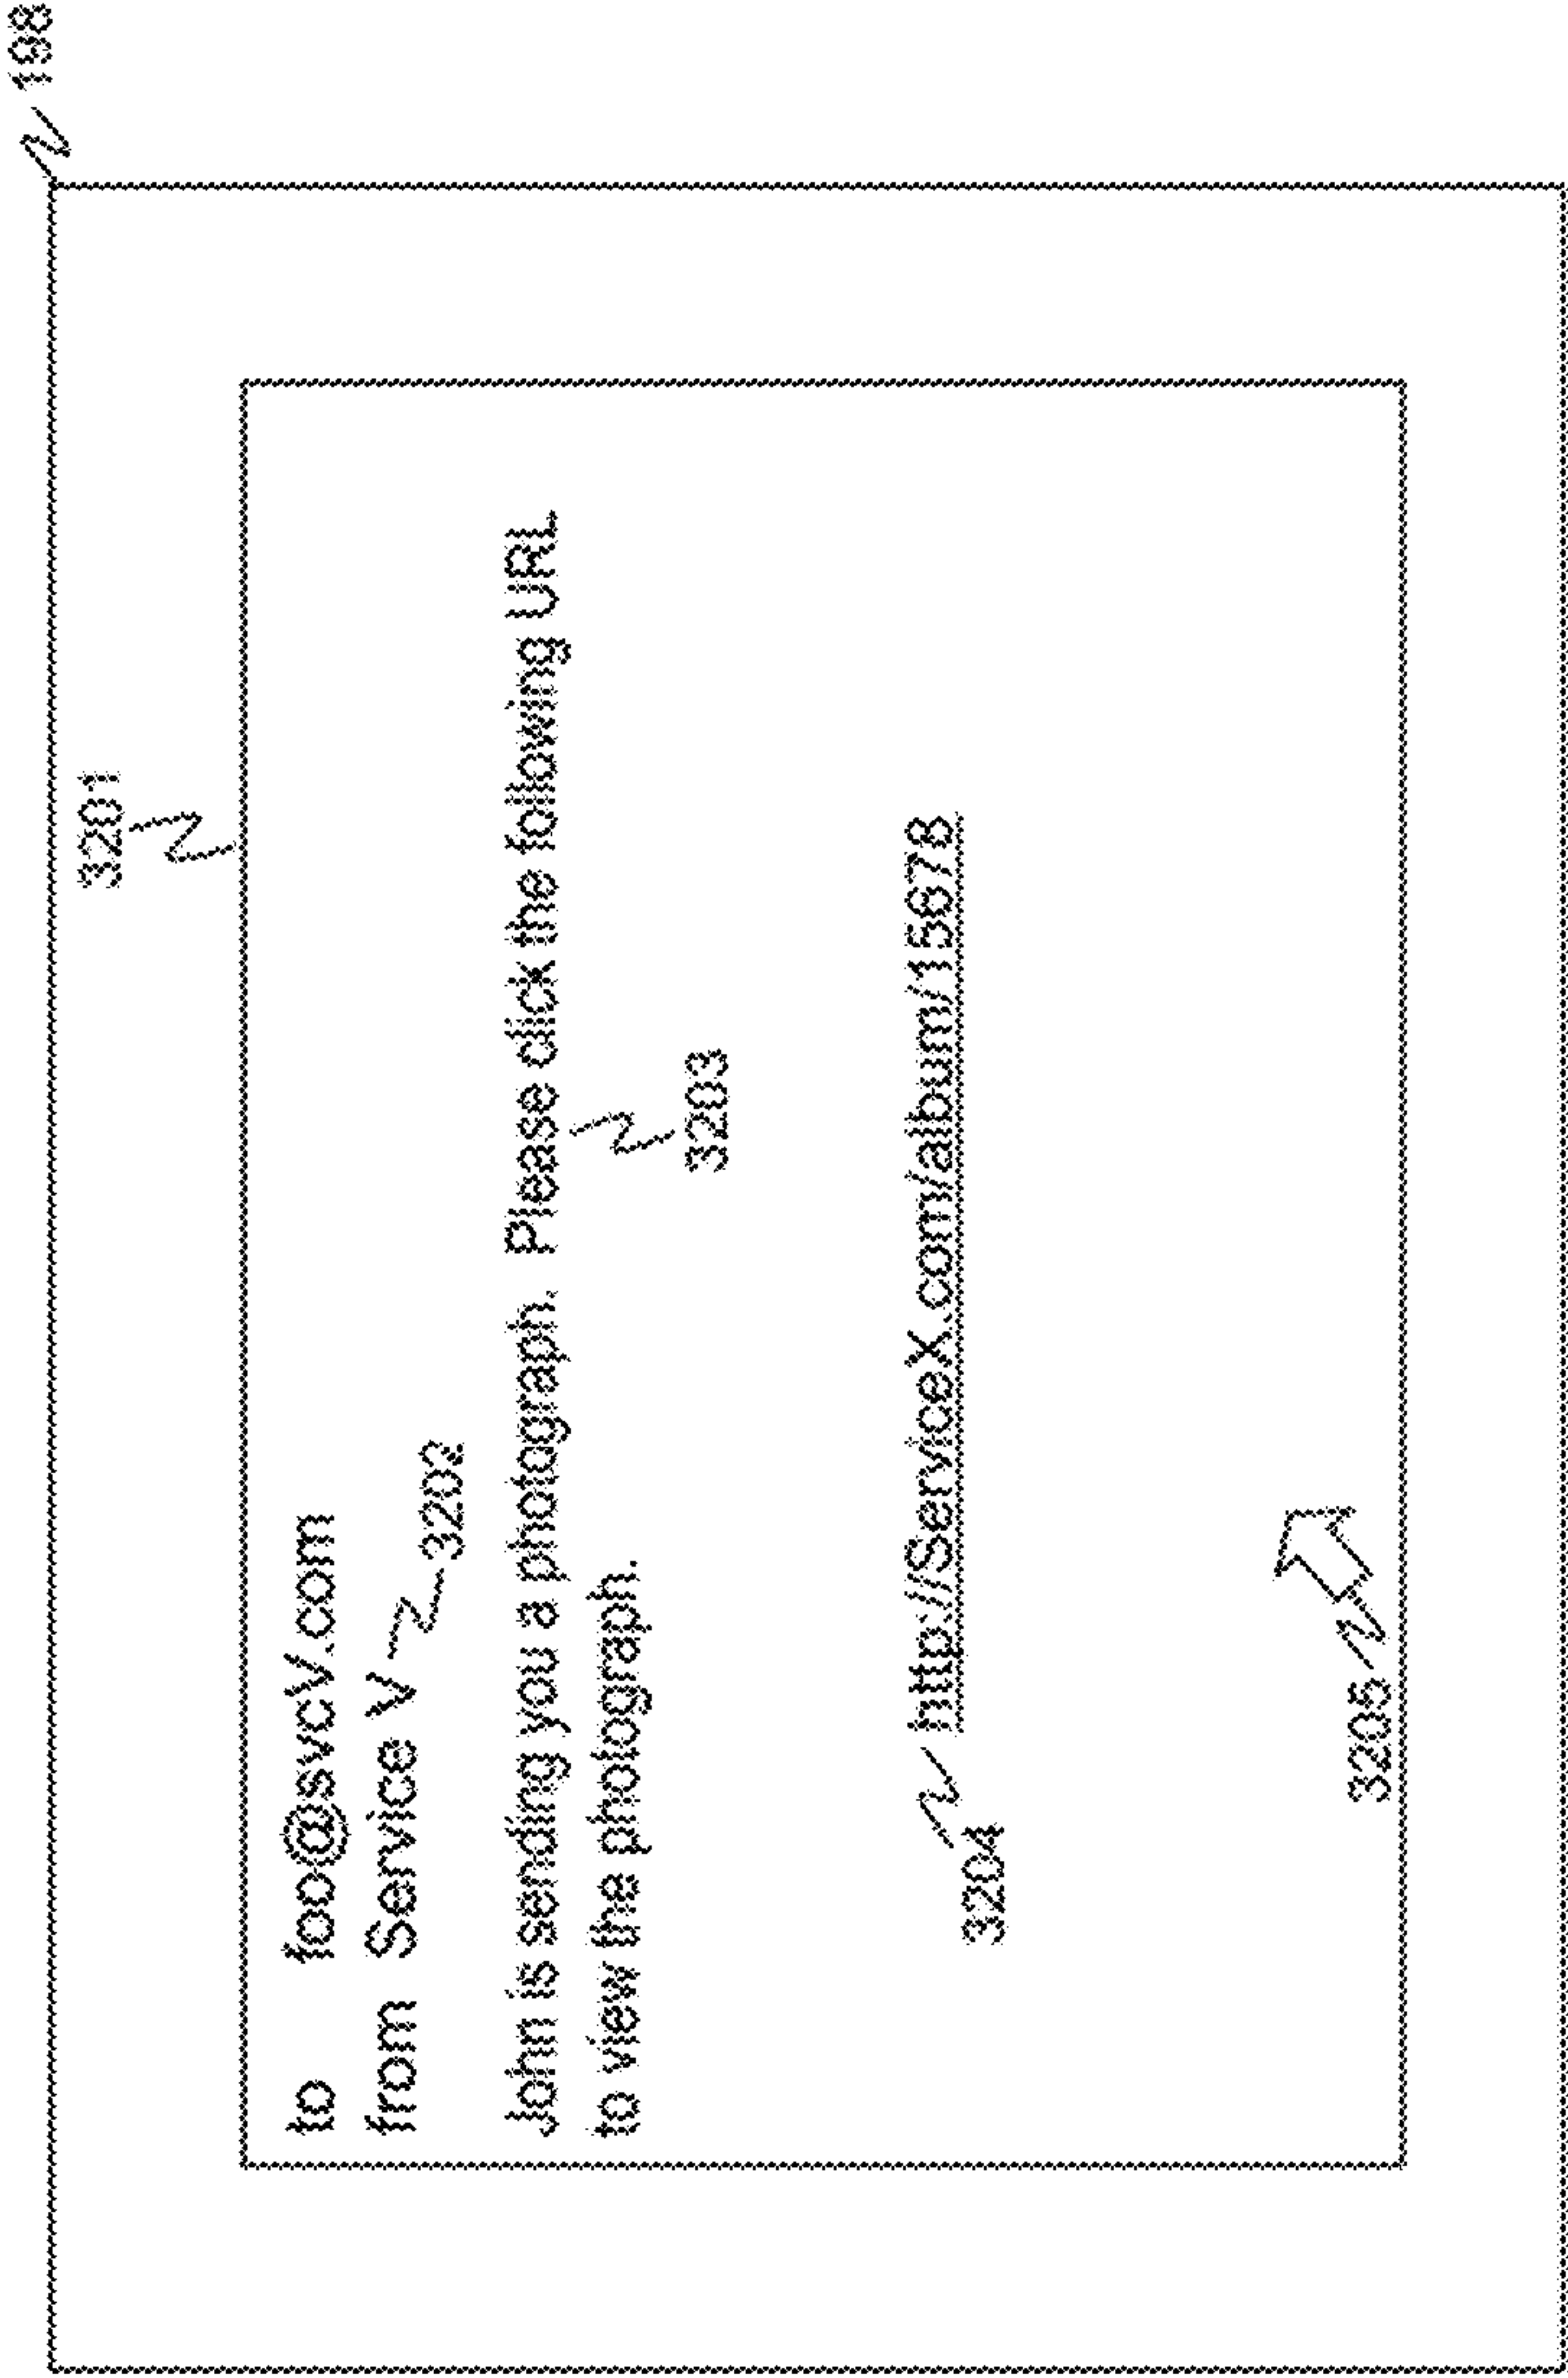 198
3201
to foo@svcV.com
from Service V 3202
John is sending you a photograph. Please click the following URL
to view the photograph.
3203
3204 http://ServiceX.com/album/15678
3205